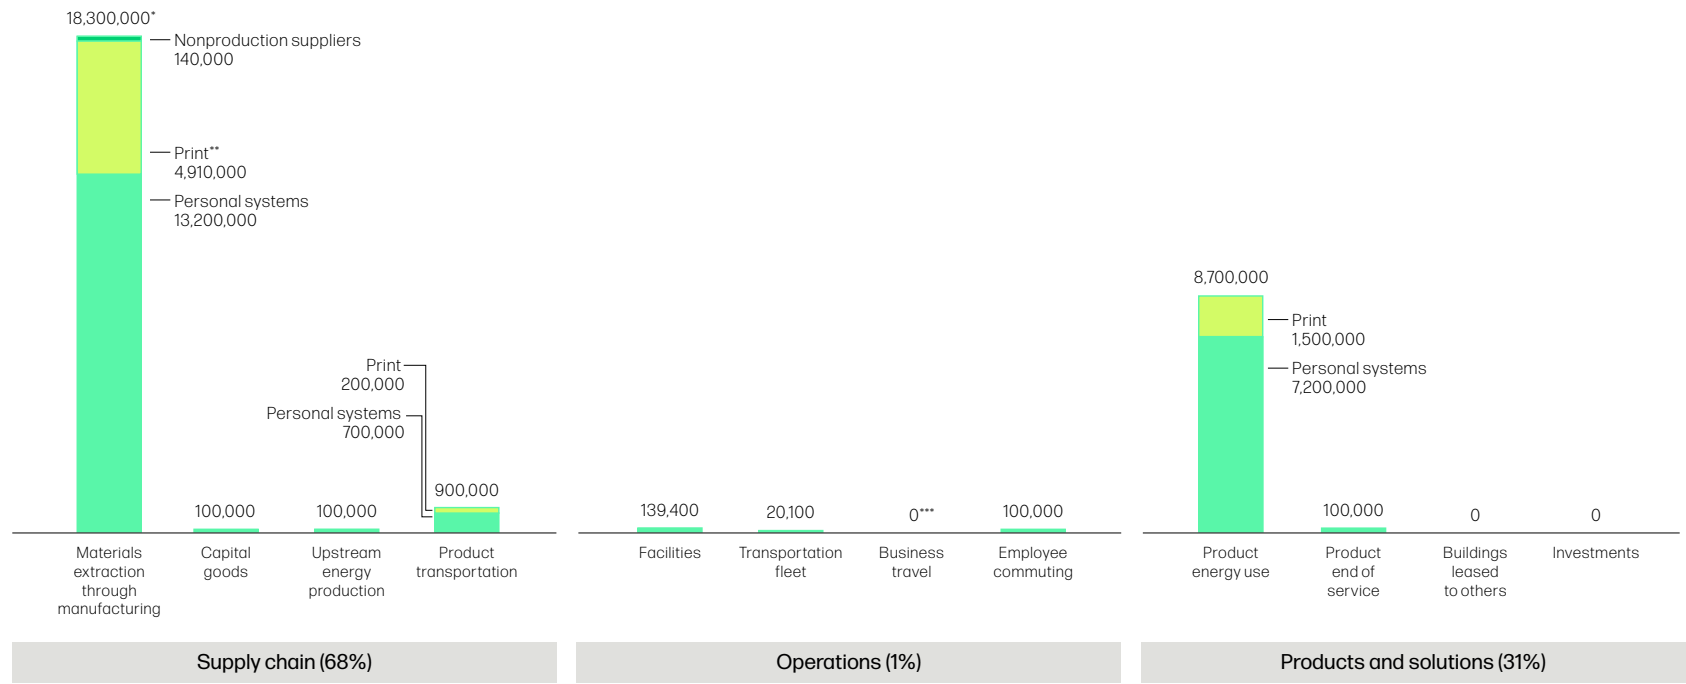 18,300,000*
Nonproduction suppliers
140,000
Print**
4,910,000
Personal systems
13,200,000
100,000
100,000
Print
200,000
Personal systems
700,000
900,000
Materials
extraction
through
manufacturing
Capital
goods
Upstream
energy
production
Product
transportation
Supply chain (68%)
139,400
20,100
0***
100,000
Facilities
Transportation
fleet
Business
travel
Employee
commuting
Operations (1%)
8,700,000
Print
1,500,000
Personal systems
7,200,000
100,000
0
0
Product
energy use
Product
end of
service
Buildings
leased
to others
Investments
Products and solutions (31%)